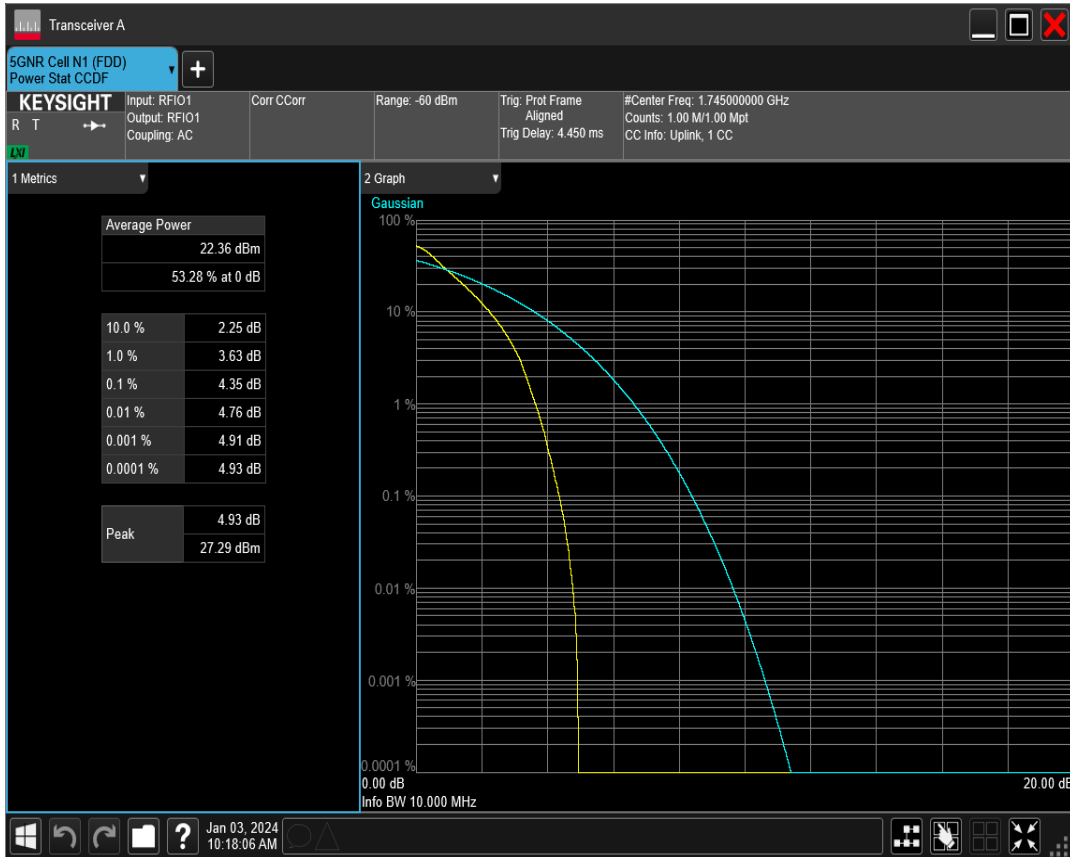 Transceiver A
5GNR Cell N1 (FDD)
Power Stat CCDF
KEYSIGHT
R T
LXI
Input: RFIO1
Output: RFIO1
Coupling: AC
Corr CCorr
Range: -60 dBm
Trig: Prot Frame
Aligned
Trig Delay: 4.450 ms
#Center Freq: 1.745000000 GHz
Counts: 1.00 M/1.00 Mpt
CC Info: Uplink, 1 CC
1 Metrics
Average Power
22.36 dBm
53.28 % at 0 dB
10.0 % 2.25 dB
1.0 % 3.63 dB
0.1 % 4.35 dB
0.01 % 4.76 dB
0.001 % 4.91 dB
0.0001 % 4.93 dB
Peak
4.93 dB
27.29 dBm
2 Graph
Gaussian
100 %
10 %
1 %
0.1 %
0.01 %
0.001 %
0.0001 %
0.00 dB 20.00 dB
Info BW 10.000 MHz
?
Jan 03, 2024
10:18:06 AM